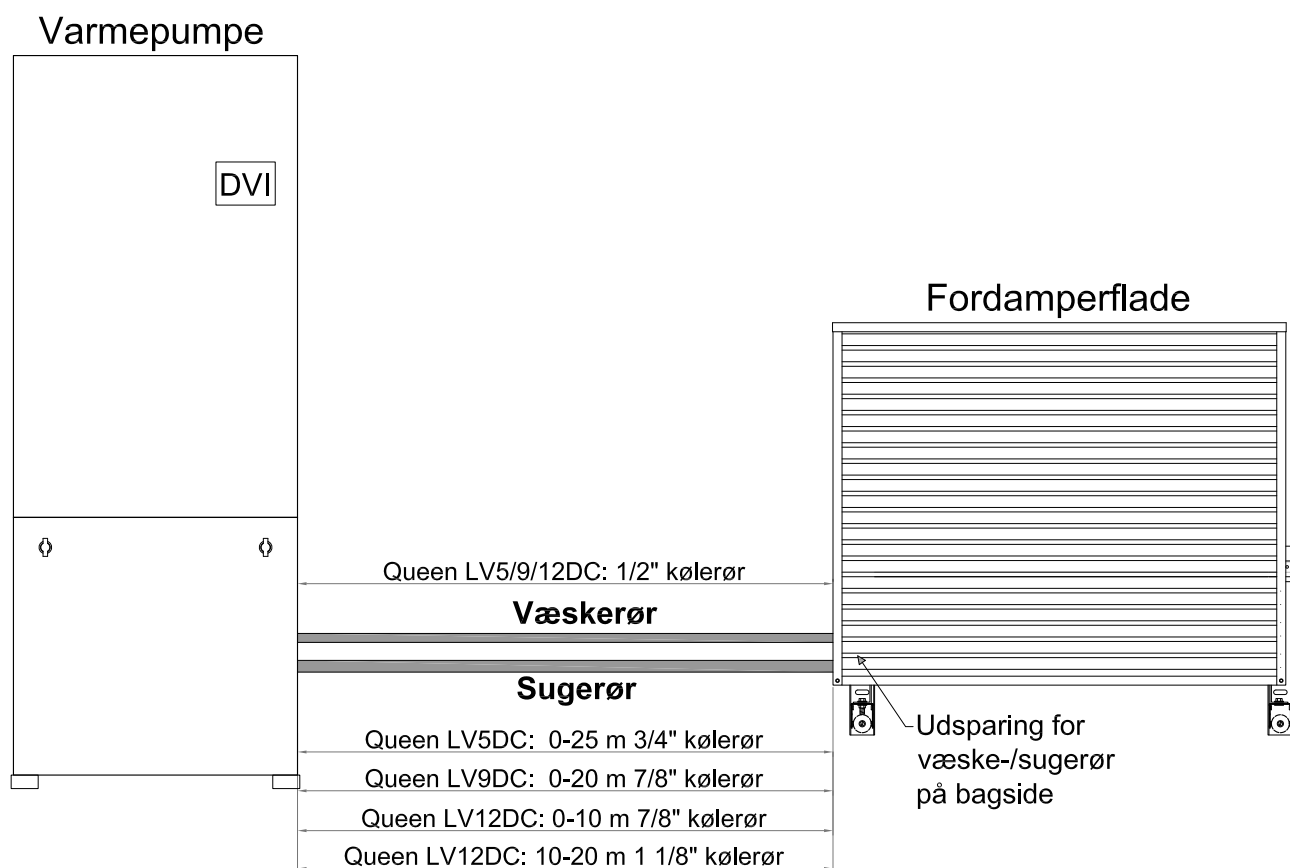 Varmepumpe
DVI
Fordamperflade
Queen LV5/9/12DC: 1/2" kølerør
Væskerør
Sugerør
Queen LV5DC: 0-25 m 3/4" kølerør
Queen LV9DC: 0-20 m 7/8" kølerør
Queen LV12DC: 0-10 m 7/8" kølerør
Queen LV12DC: 10-20 m 1 1/8" kølerør
Udsparing for
væske-/sugerør
på bagside